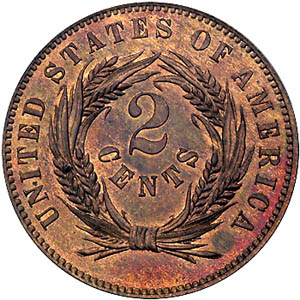 UNITED STATES OF AMERICA
2
CENTS